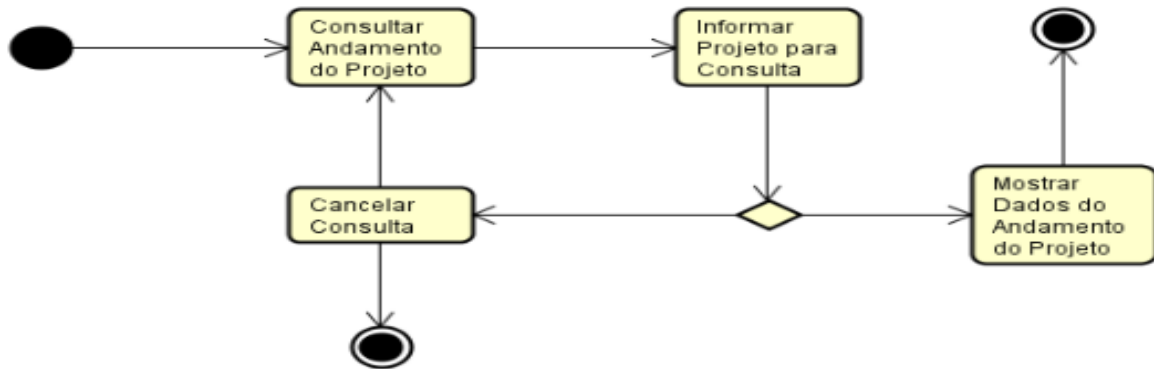 Consultar
Andamento
do Projeto
Informar
Projeto para
Consulta
Cancelar
Consulta
Mostrar
Dados do
Andamento
do Projeto